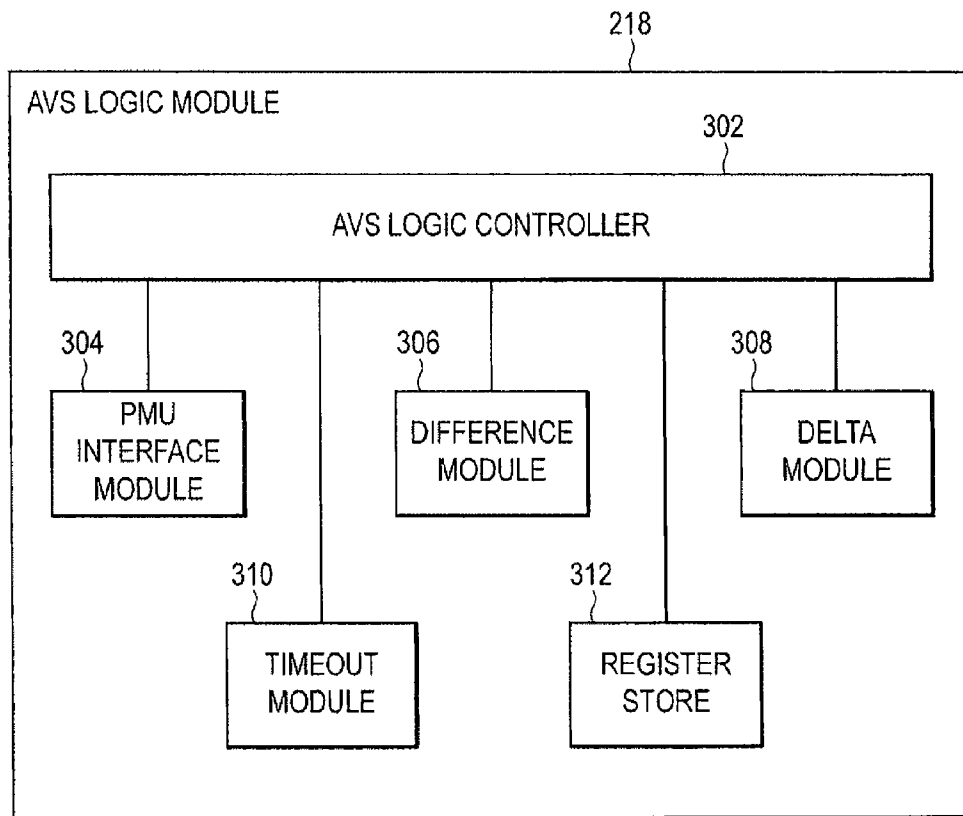 218
AVS LOGIC MODULE
302
AVS LOGIC CONTROLLER
304
PMU
INTERFACE
MODULE
306
DIFFERENCE
MODULE
308
DELTA
MODULE
310
TIMEOUT
MODULE
312
REGISTER
STORE